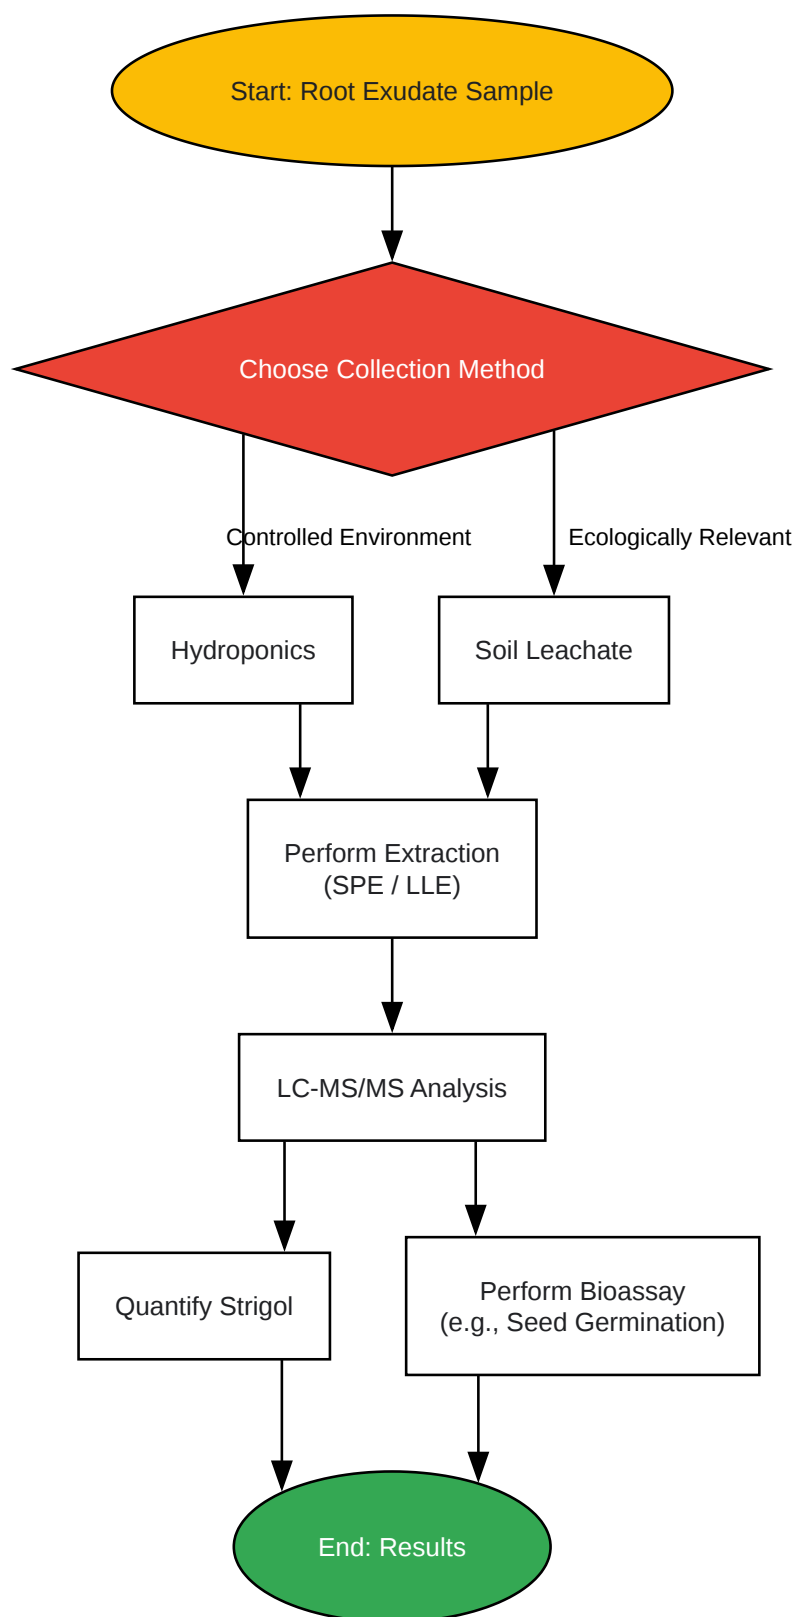 Start: Root Exudate Sample
Choose Collection Method
Controlled Environment
Ecologically Relevant
Hydroponics
Soil Leachate
Perform Extraction
(SPE / LLE)
LC-MS/MS Analysis
Quantify Strigol
Perform Bioassay
(e.g., Seed Germination)
End: Results